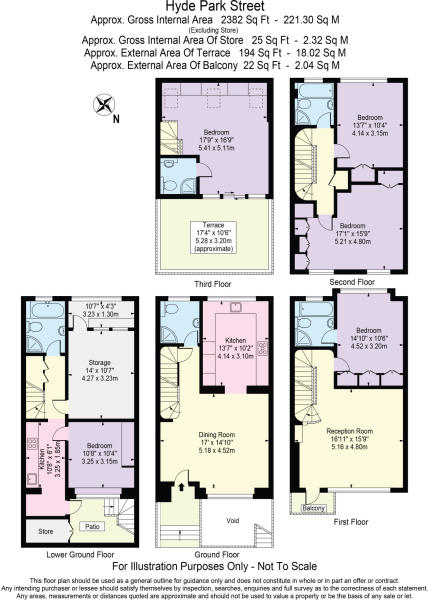 Hyde Park Street
Approx. Gross Internal Area 2382 Sq Ft - 221.30 Sq M
(Excluding Store)
Approx. Gross Internal Area Of Store 25 Sq Ft - 2.32 Sq M
Approx. External Area Of Terrace 194 Sq Ft - 18.02 Sq M
Approx. External Area Of Balcony 22 Sq Ft - 2.04 Sq M
N
Bedroom
17'9" x 16'9"
5.41 x 5.11m
Terrace
17'4" x 10'6"
5.28 x 3.20m
(approximate)
Third Floor
Bedroom
13'7" x 10'4"
4.14 x 3.15m
Bedroom
17'1" x 15'9"
5.21 x 4.80m
Second Floor
10'7" x 4'3"
3.23 x 1.30m
Storage
14' x 10'7"
4.27 x 3.23m
Kitchen
10'8" x 6'1"
3.25 x 1.85m
Bedroom
10'8" x 10'4"
3.25 x 3.15m
Store
Patio
Lower Ground Floor
Kitchen
13'7" x 10'2"
4.14 x 3.10m
Dining Room
17' x 14'10"
5.18 x 4.52m
Void
Ground Floor
Bedroom
14'10" x 10'6"
4.52 x 3.20m
Reception Room
16'11" x 15'9"
5.16 x 4.80m
Balcony
First Floor
For Illustration Purposes Only - Not To Scale
This floor plan should be used as a general outline for guidance only and does not constitute in whole or in part an offer or contract.
Any intending purchaser or lessee should satisfy themselves by inspection, searches, enquiries and full survey as to the correctness of each statement.
Any areas, measurements or distances quoted are approximate and should not be used to value a property or be the basis of any sale or let.